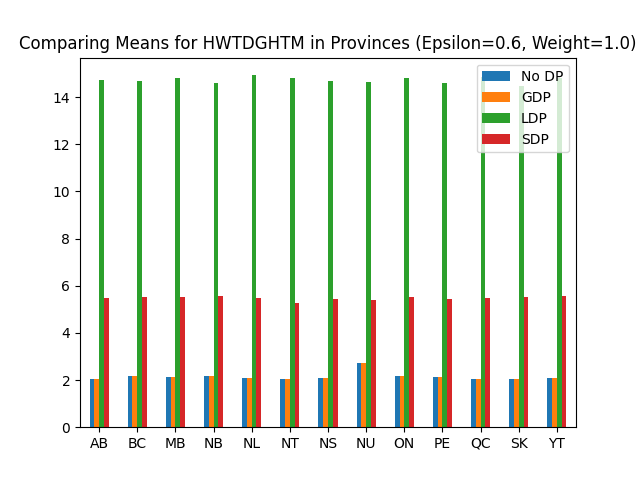 Comparing Means for HWTDGHTM in Provinces (Epsilon=0.6, Weight=1.0)
No DP
GDP
LDP
SDP
14
12
10
8
6
4
2
0
AB BC MB NB NL NT NS NU ON PE QC SK YT